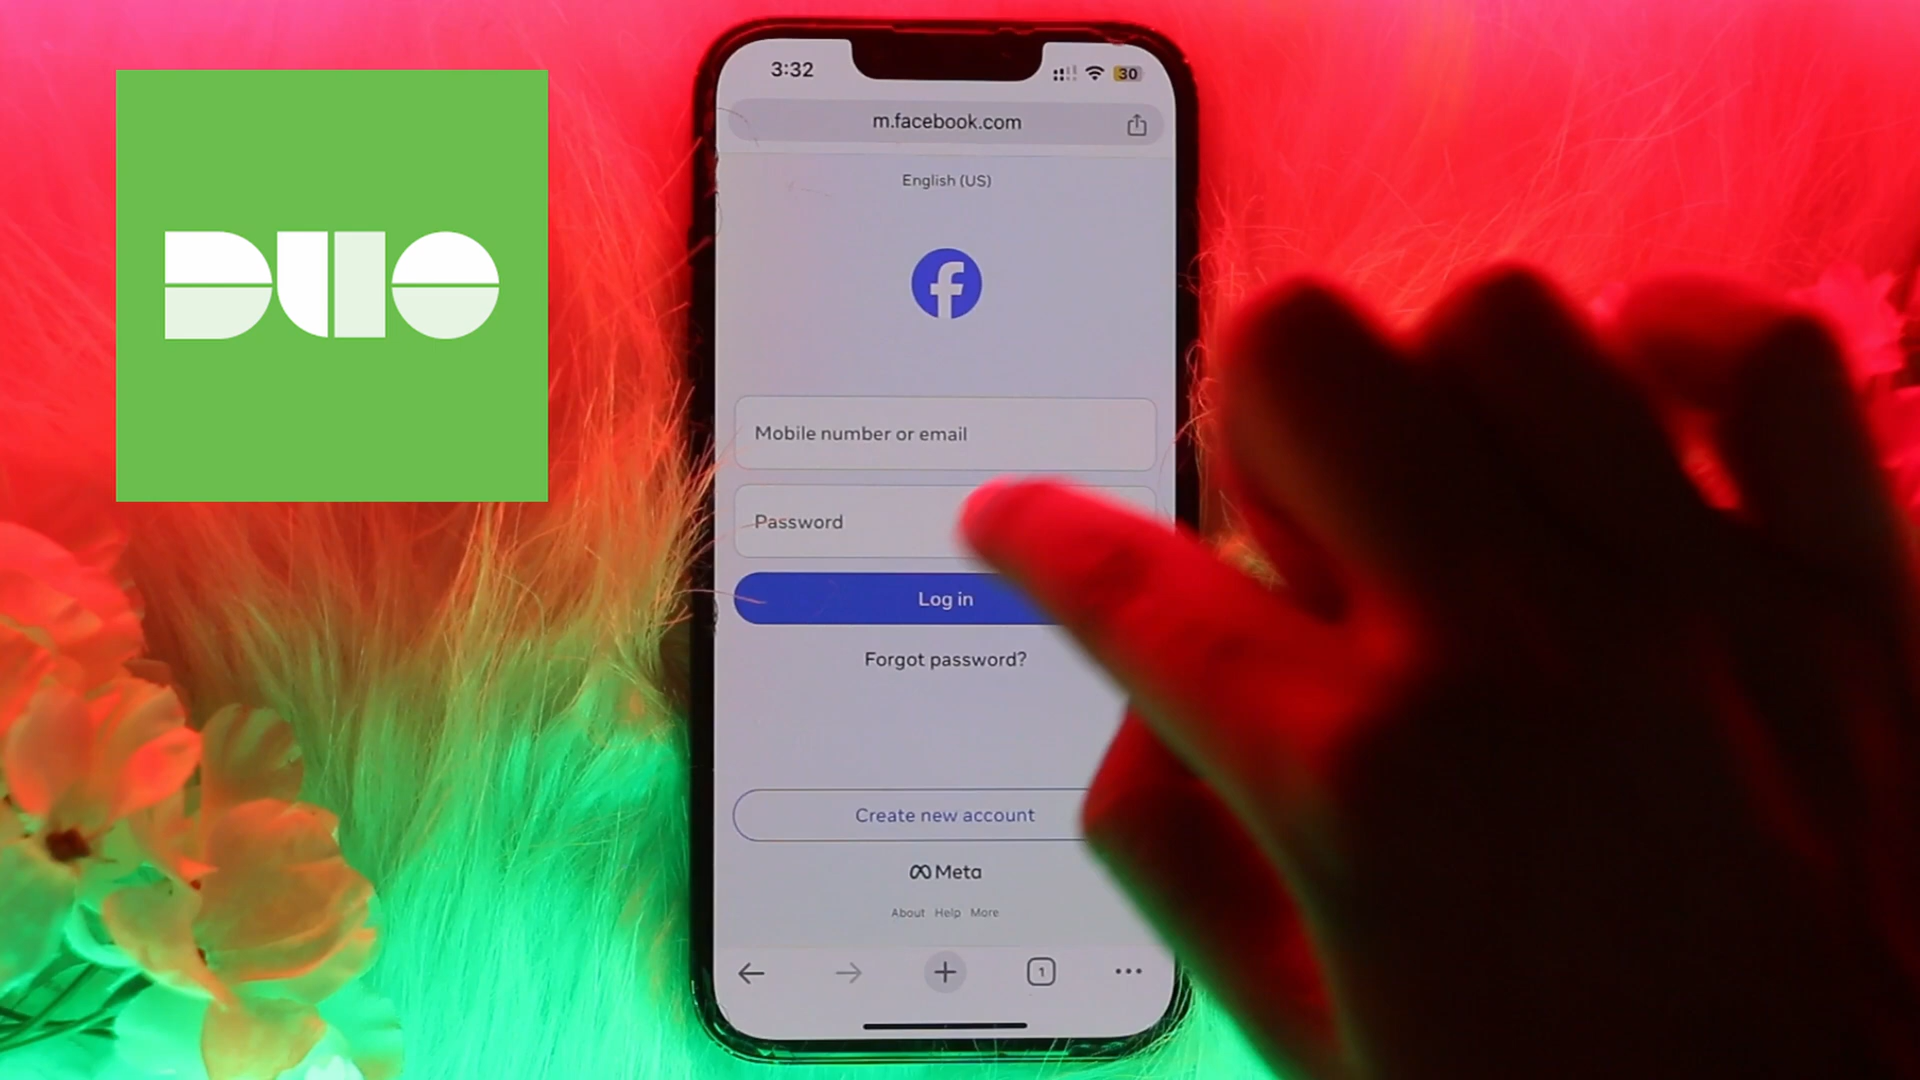 DUO
3:32
30
m.facebook.com
English (US)
Mobile number or email
Password
Log in
Forgot password?
Create new account
Meta
About Help More
1